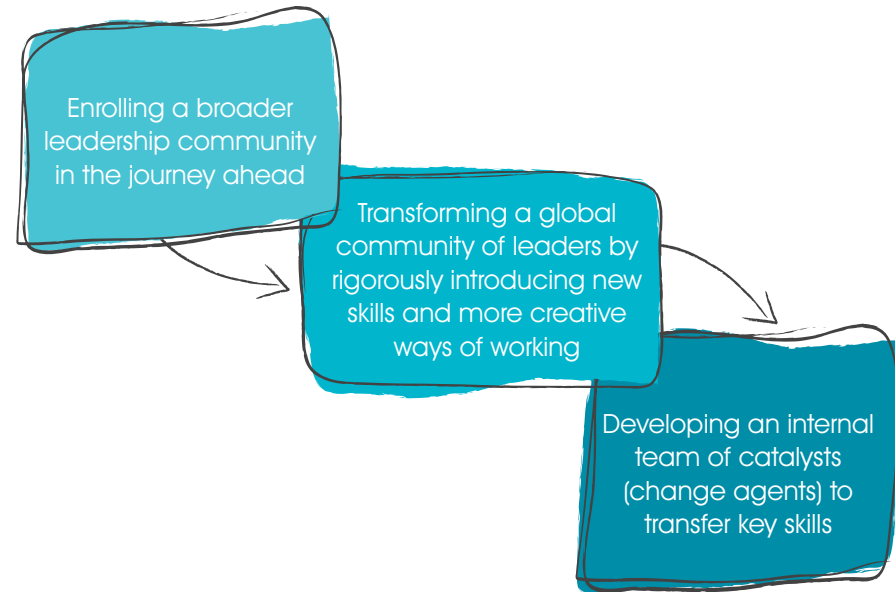 Enrolling a broader
leadership community
in the journey ahead
Transforming a global
community of leaders by
rigorously introducing new
skills and more creative
ways of working
Developing an internal
team of catalysts
(change agents) to
transfer key skills